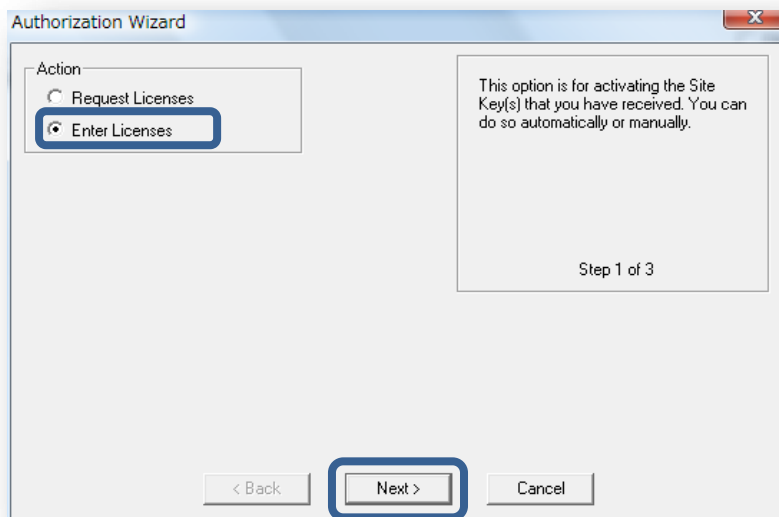 Authorization Wizard
Action
Request Licenses
Enter Licenses
This option is for activating the Site
Key(s) that you have received. You can
do so automatically or manually.
Step 1 of 3
< Back
Next >
Cancel